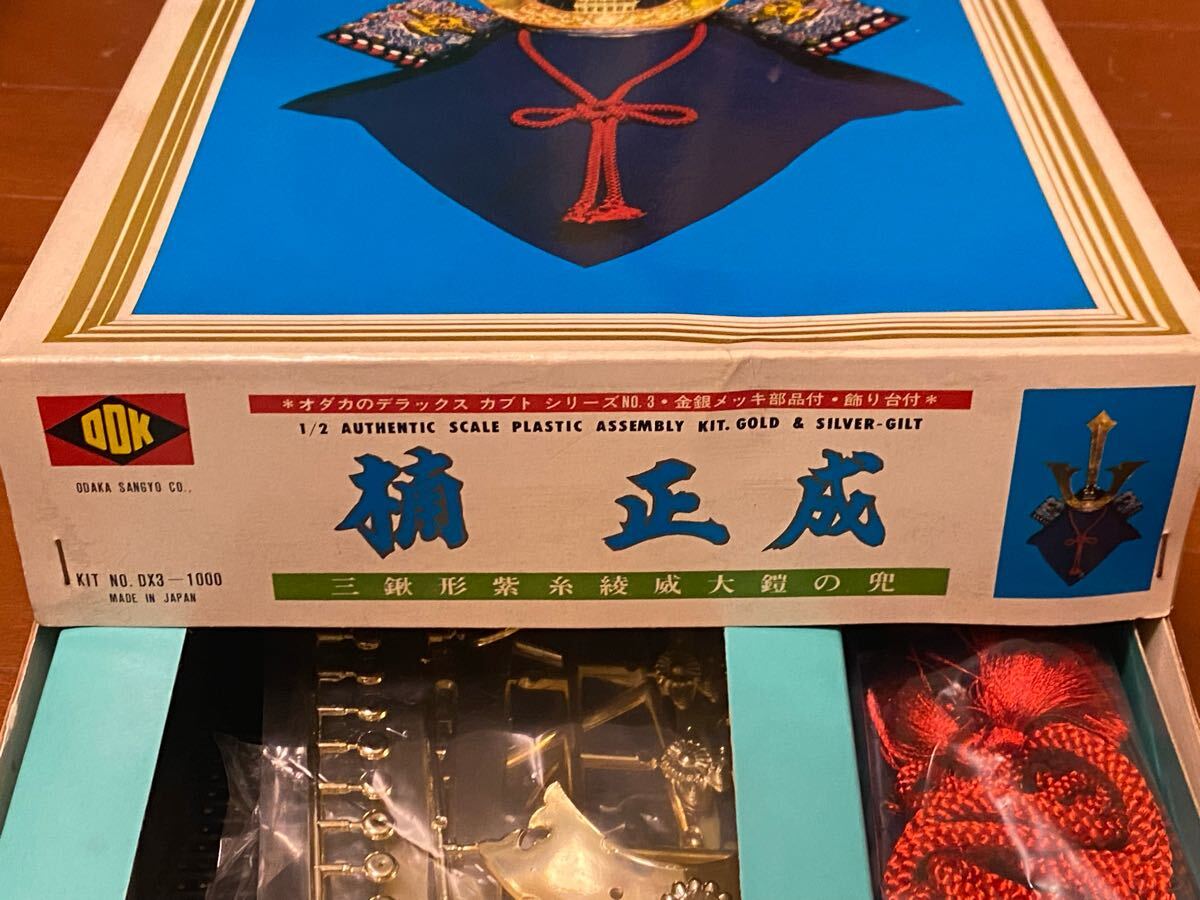 ODK
ODAKA SANGYO CO.,
KIT NO. DX3-1000
MADE IN JAPAN
*オダカのデラックス カブト シリーズNO.3・金銀メッキ部品付・飾り台付*
1/2 AUTHENTIC SCALE PLASTIC ASSEMBLY KIT. GOLD & SILVER-GILT
楠 正成
三鍬形紫糸綾威大鎧の兜